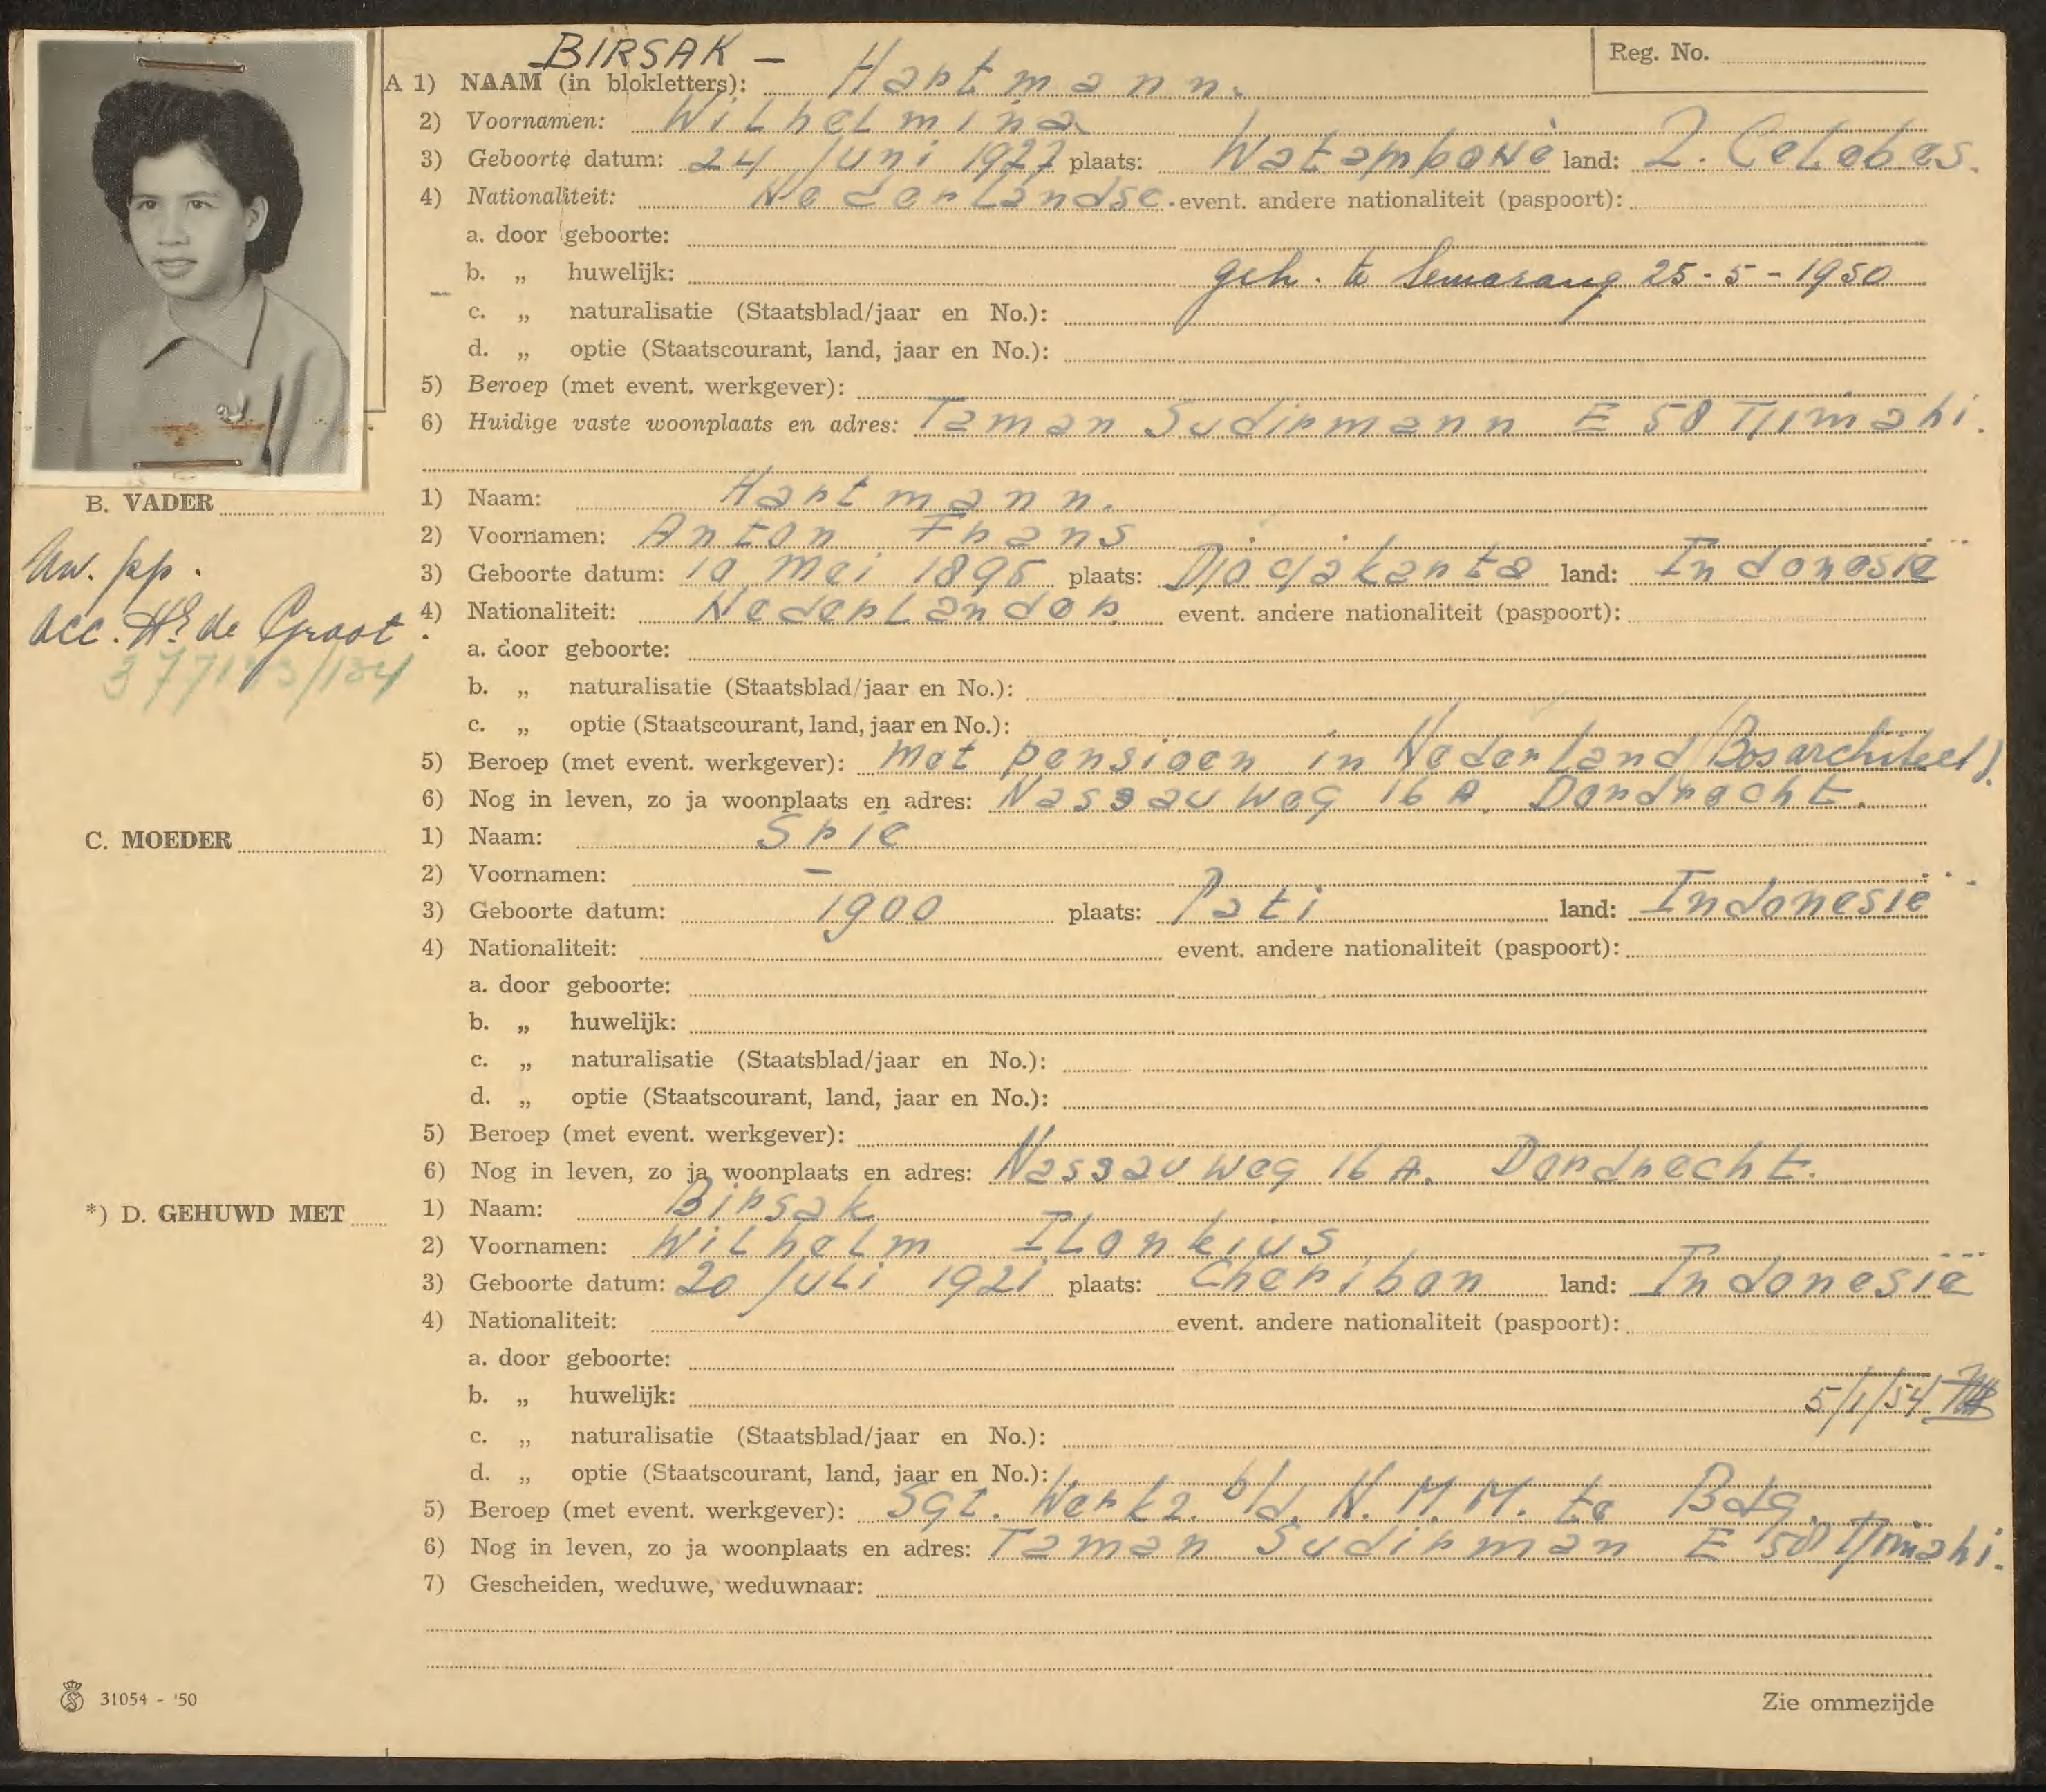 BIRSAK –
Reg. No.
A 1) NAAM (in blokletters): Hartmann.
2) Voornamen: Wilhelmina
3) Geboorte datum: 24 Juni 1927 plaats: Watamponè land: Z. Celebes.
4) Nationaliteit: Nederlandse. event. andere nationaliteit (paspoort):
a. door geboorte:
b. „ huwelijk: geh. te Semarang 25-5-1950
c. „ naturalisatie (Staatsblad/jaar en No.):
d. „ optie (Staatscourant, land, jaar en No.):
5) Beroep (met event. werkgever):
6) Huidige vaste woonplaats en adres: Taman Sudirmann E 58 Tjimahi.
B. VADER
1) Naam: Hartmann.
2) Voornamen: Anton Frans
3) Geboorte datum: 10 Mei 1895 plaats: Djocjakarta land: Indonesië
4) Nationaliteit: Nederlander event. andere nationaliteit (paspoort):
a. door geboorte:
b. „ naturalisatie (Staatsblad/jaar en No.):
c. „ optie (Staatscourant, land, jaar en No.):
5) Beroep (met event. werkgever): met pensioen in Nederland (Bosarchitect).
6) Nog in leven, zo ja woonplaats en adres: Nassauweg 16 A. Dordrecht.
pp.
acc. Hr de Groot.
C. MOEDER
1) Naam: Srie
2) Voornamen: –
3) Geboorte datum: 1900 plaats: Pati land: Indonesië
4) Nationaliteit: event. andere nationaliteit (paspoort):
a. door geboorte:
b. „ huwelijk:
c. „ naturalisatie (Staatsblad/jaar en No.):
d. „ optie (Staatscourant, land, jaar en No.):
5) Beroep (met event. werkgever):
6) Nog in leven, zo ja woonplaats en adres: Nassauweg 16 A. Dordrecht.
*) D. GEHUWD MET
1) Naam: Birsak
2) Voornamen: Wilhelm Ilonkius
3) Geboorte datum: 20 Juli 1921 plaats: Cheribon land: Indonesië
4) Nationaliteit: event. andere nationaliteit (paspoort):
a. door geboorte:
b. „ huwelijk: 5/1/54
c. „ naturalisatie (Staatsblad/jaar en No.):
d. „ optie (Staatscourant, land, jaar en No.):
5) Beroep (met event. werkgever): Sgt. Werkz. b/d. N.M.M. te Bdg.
6) Nog in leven, zo ja woonplaats en adres: Taman Sudirman E 58 Tjimahi.
7) Gescheiden, weduwe, weduwnaar:
31054 - '50
Zie ommezijde